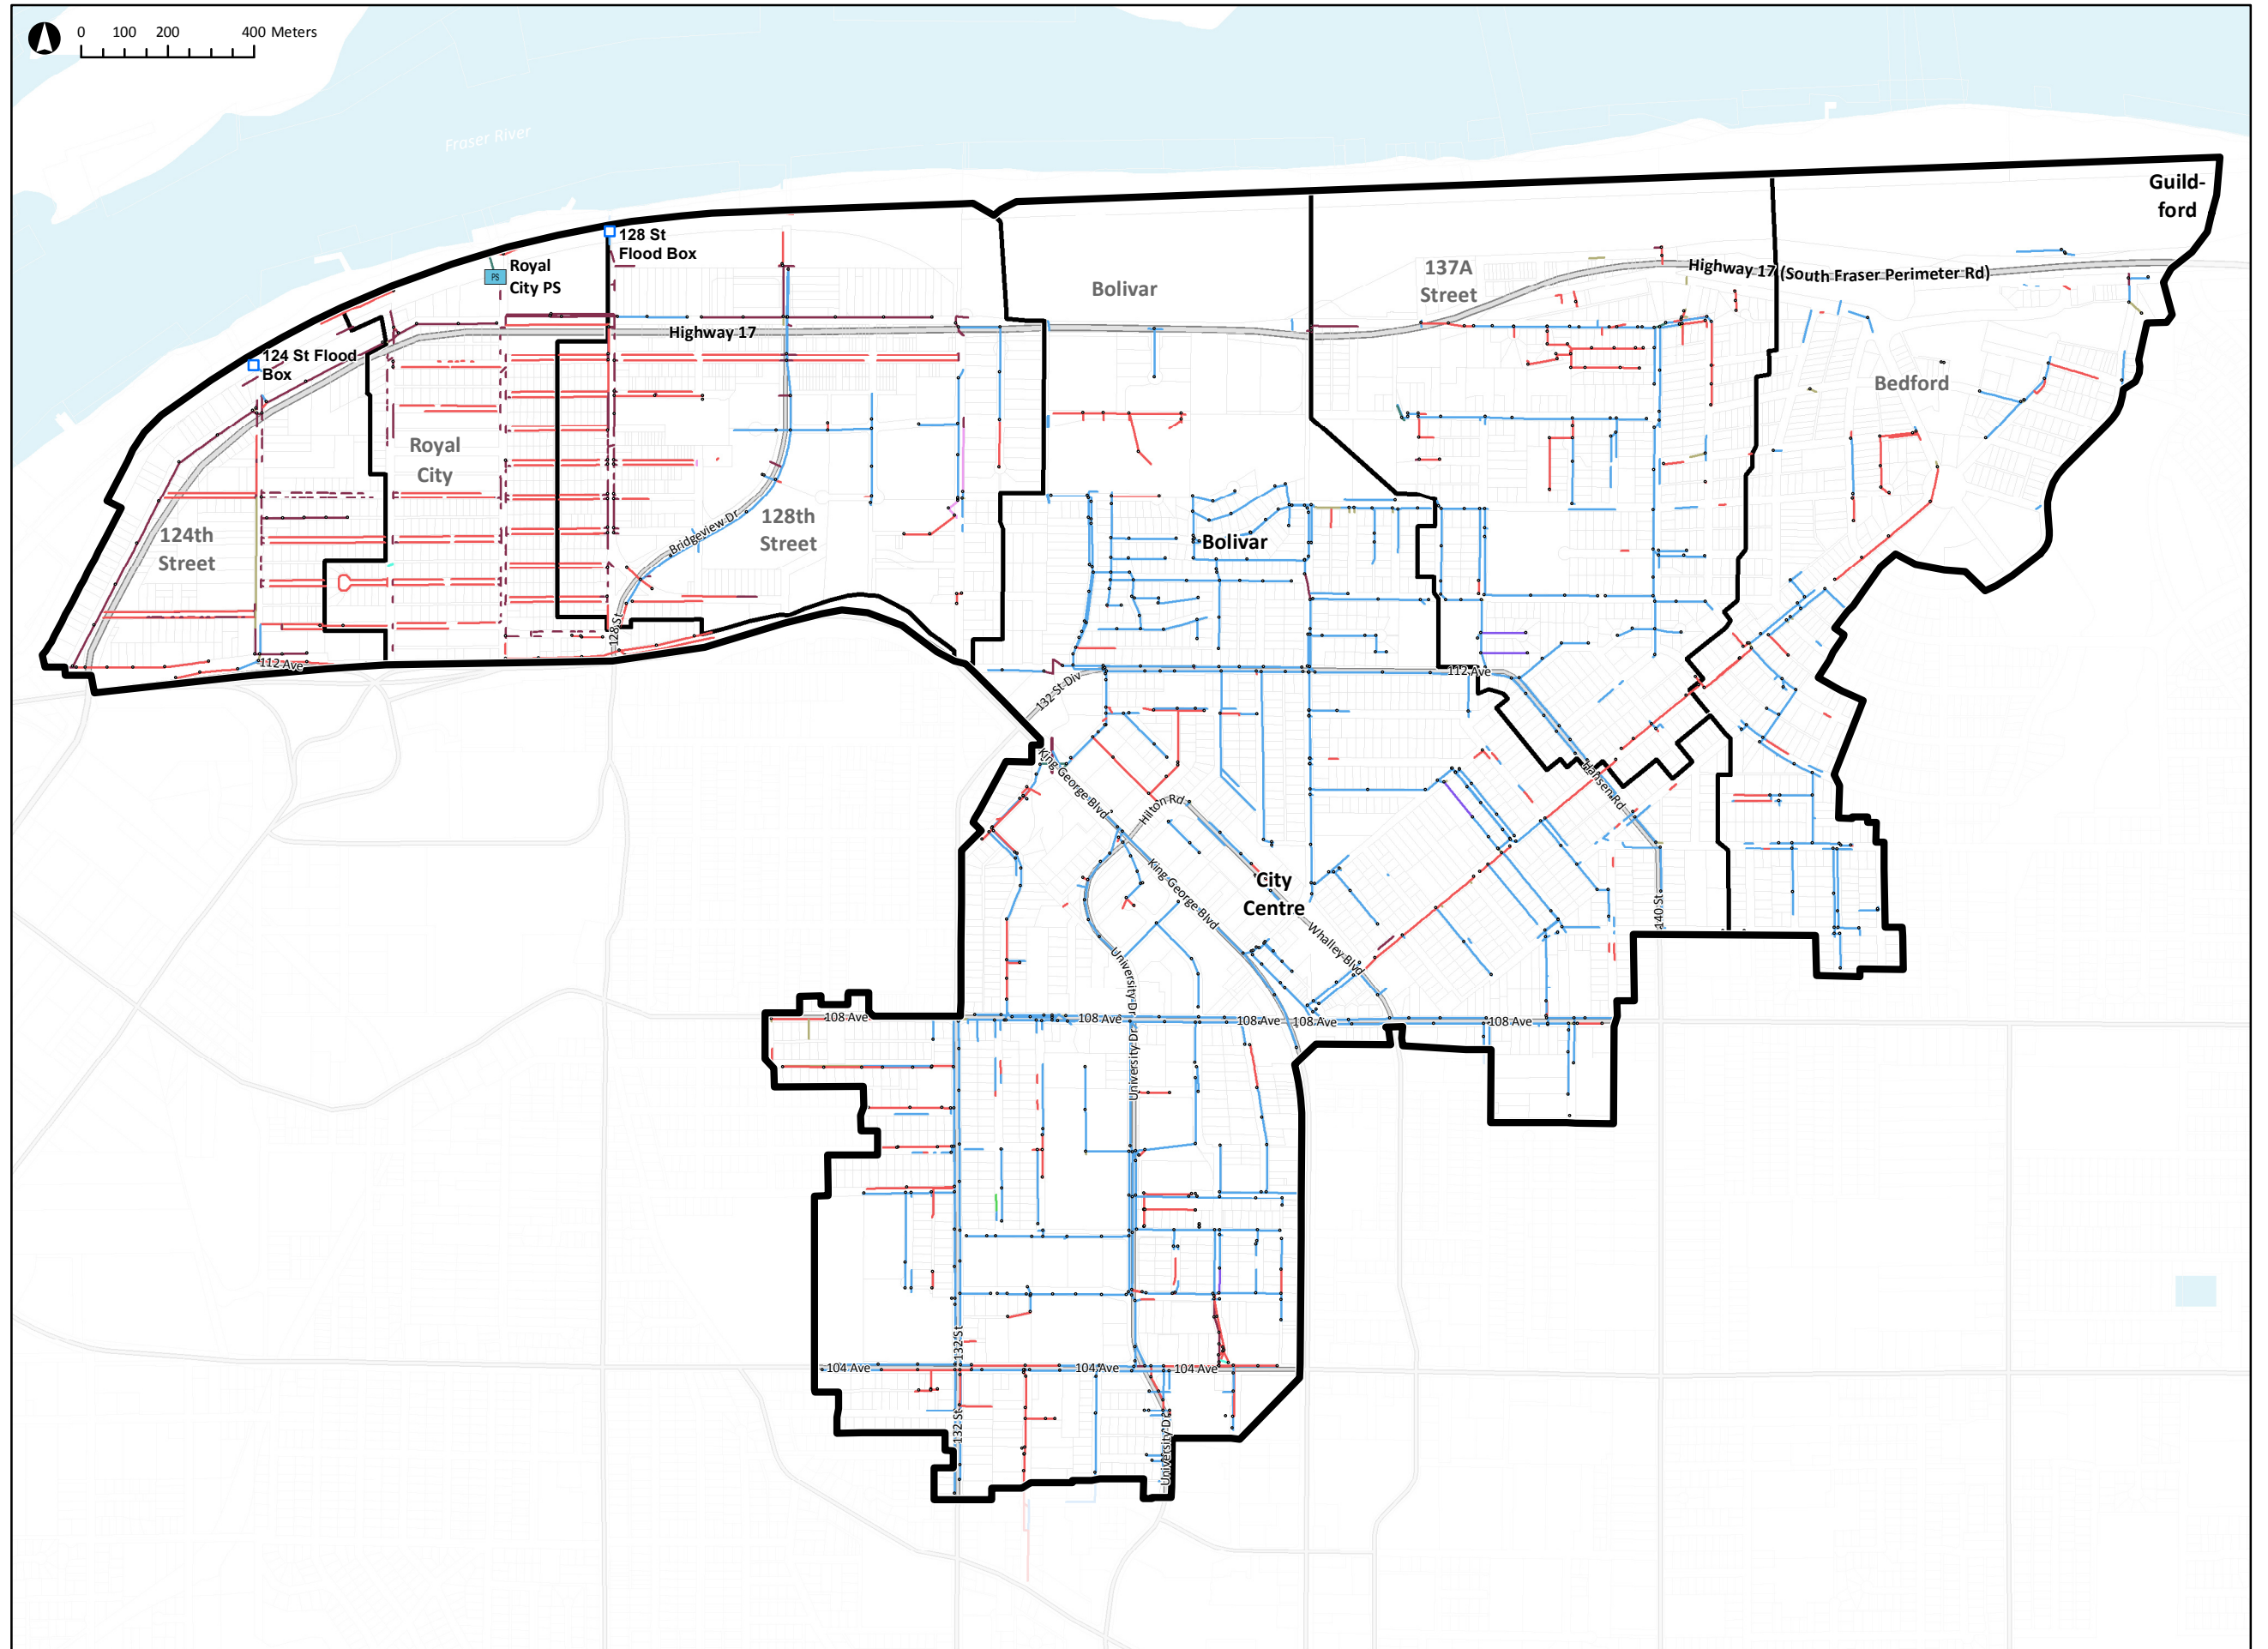 0 100 200 400 Meters
Fraser River
Guild-
ford
128 St
Flood Box
Royal
City PS
PS
137A
Street
Highway 17 (South Fraser Perimeter Rd)
Bolivar
Highway 17
124 St Flood
Box
Bedford
Royal
City
128th
Street
124th
Street
Bridgeview Dr
Bolivar
128 St
112 Ave
112 Ave
132 St Div
King George Blvd
Hilton Rd
Hansen Rd
King George Blvd
City
Centre
140 St
Whalley Blvd
University Dr
108 Ave
108 Ave
108 Ave
108 Ave
108 Ave
University Dr
132 St
104 Ave
104 Ave
104 Ave
132 St
University Dr